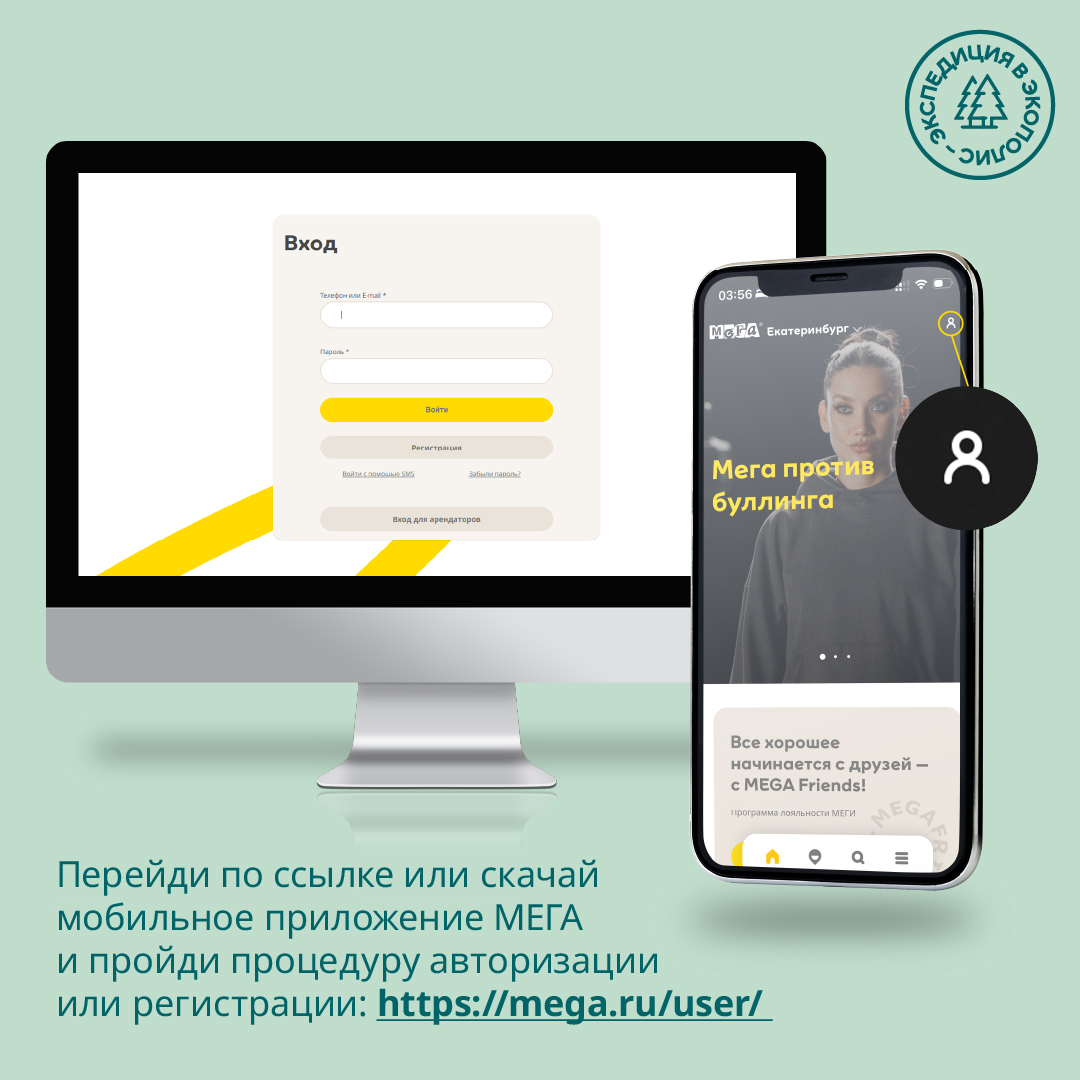 ЭКСПЕДИЦИЯ В ЭКОПОЛИС –
Вход
Телефон или E-mail *
Пароль *
Войти
Регистрация
Войти с помощью SMS Забыли пароль?
Вход для арендаторов
03:56
МЕГА Екатеринбург
Мега против
буллинга
Все хорошее
начинается с друзей —
с MEGA Friends!
программа лояльности МЕГИ
- MEGAFR
Перейди по ссылке или скачай
мобильное приложение МЕГА
и пройди процедуру авторизации
или регистрации: https://mega.ru/user/